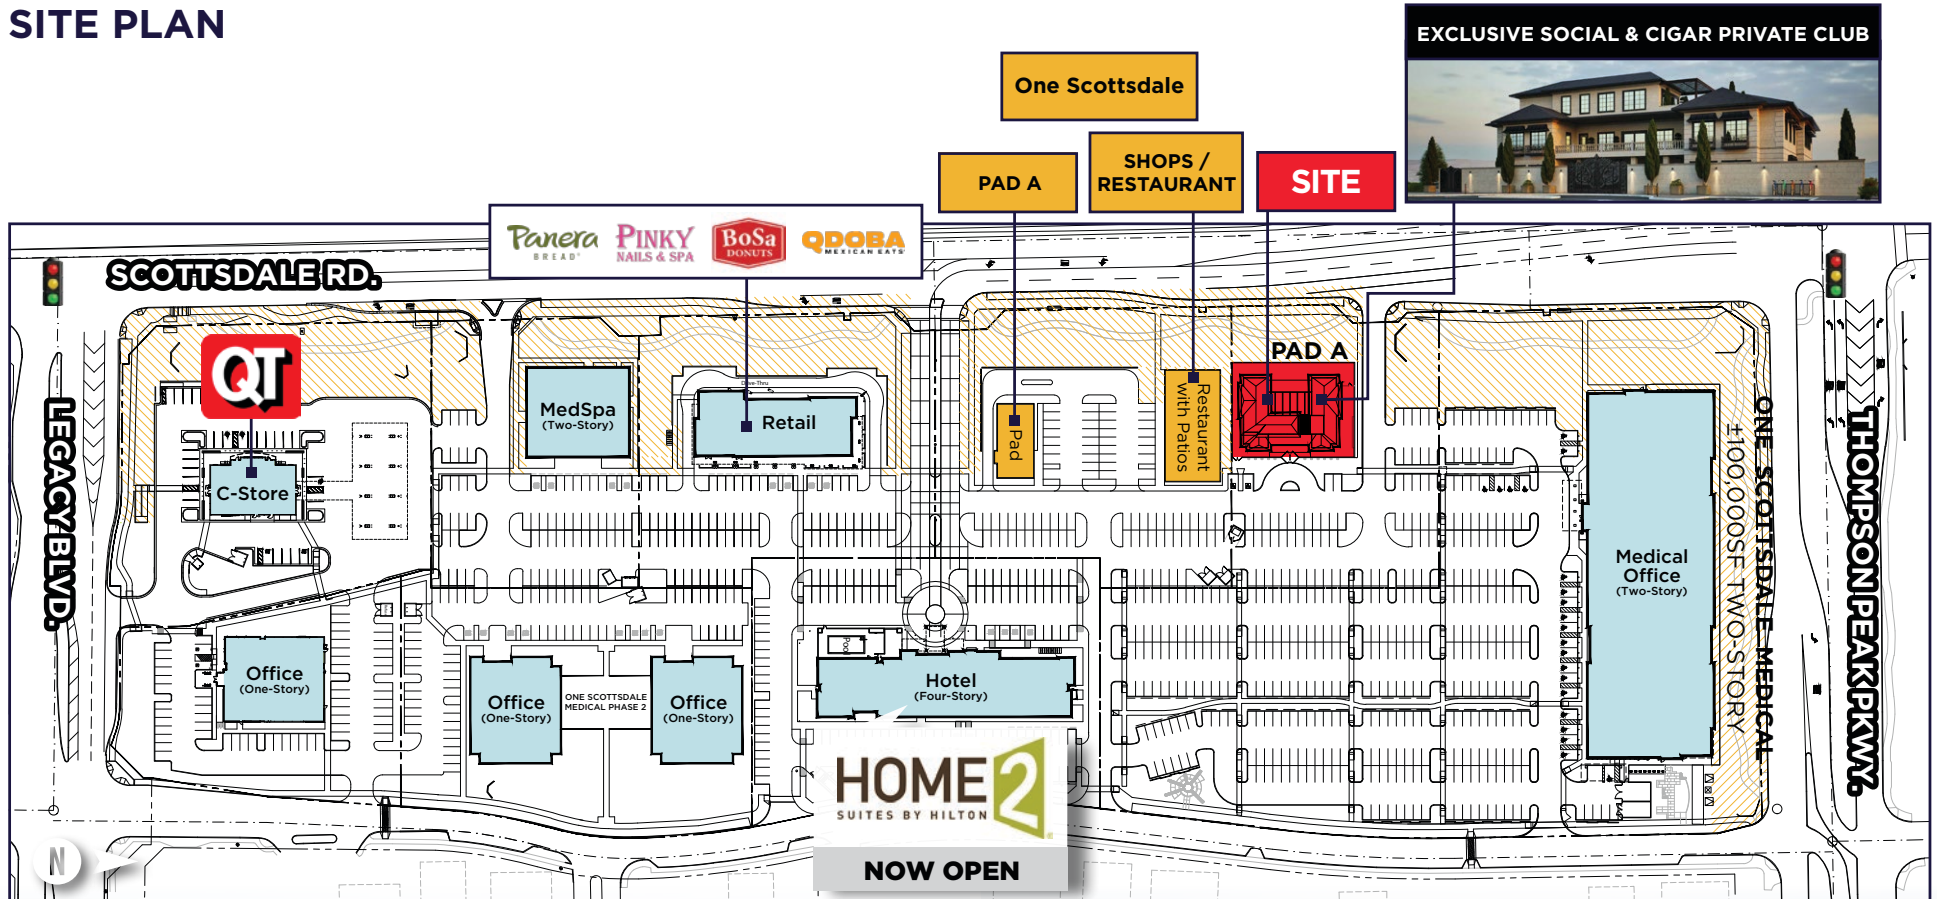 SITE PLAN
EXCLUSIVE SOCIAL & CIGAR PRIVATE CLUB
One Scottsdale
PAD A
SHOPS /
RESTAURANT
SITE
Panera
BREAD
PINKY
NAILS & SPA
BoSa
DONUTS
QDOBA
MEXICAN EATS
SCOTTSDALE RD.
QT
C-Store
MedSpa
(Two-Story)
Drive-Thru
Retail
Pad
Restaurant
with Patios
PAD A
LEGACY BLVD.
Medical
Office
(Two-Story)
ONE SCOTTSDALE MEDICAL
±100,000SF TWO-STORY
THOMPSON PEAK PKWY.
Office
(One-Story)
Office
(One-Story)
ONE SCOTTSDALE
MEDICAL PHASE 2
Office
(One-Story)
Pool
Hotel
(Four-Story)
HOME2
SUITES BY HILTON
NOW OPEN
N